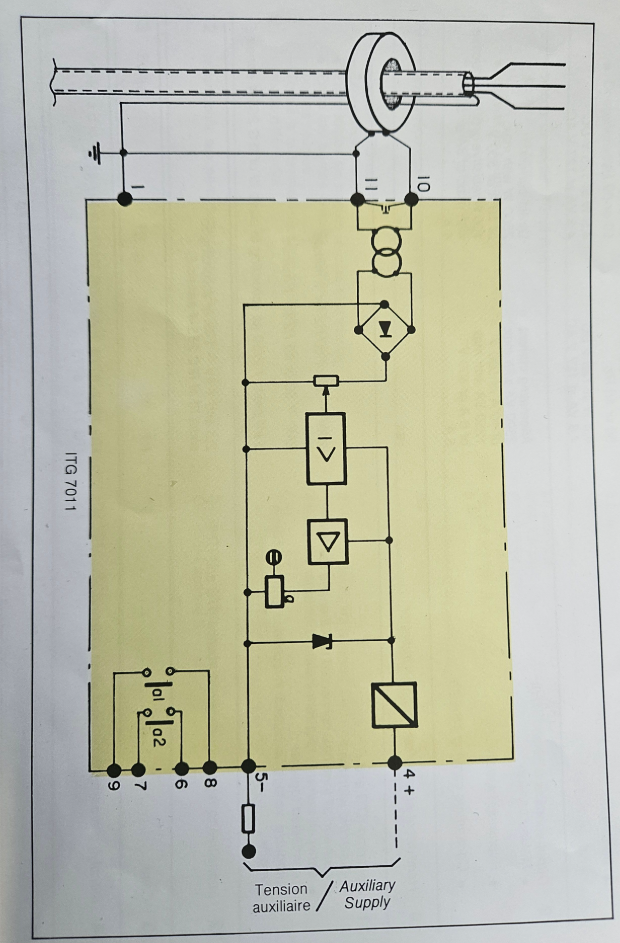 1
11
10
I >
a
ITG 7011
a1
a2
9
7
6
8
5-
4 +
Tension
auxiliaire /
Auxiliary
Supply